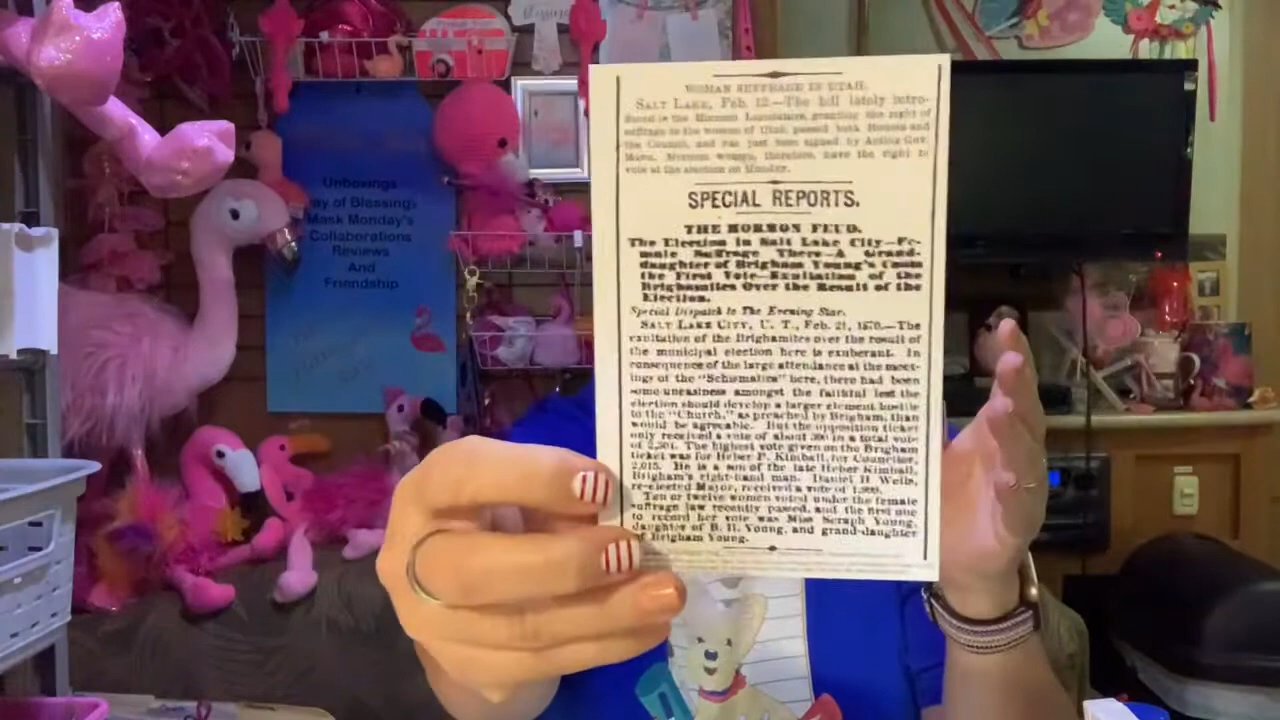 Unboxings
ay of Blessings
Mask Monday's
Collaborations
Reviews
And
Friendship
WOMAN SUFFRAGE IN UTAH.
SALT LAKE, Feb. 12.—The bill lately intro-
duced in the Mormon Legislature, granting the right of
suffrage to the women of Utah, passed both Houses and
the Council, and has just been signed by Acting Gov.
Mann. Mormon women, therefore, have the right to
vote at the election on Monday.
SPECIAL REPORTS.
THE MORMON FEUD.
The Election in Salt Lake City—Fe-
male Suffrage There—A Grand-
daughter of Brigham Young's Casts
the First Vote—Exultation of the
Brighamites Over the Result of the
Election.
Special Dispatch to The Evening Star.
SALT LAKE CITY, U. T., Feb. 21, 1870.—The
exultation of the Brighamites over the result of
the municipal election here is exuberant. In
consequence of the large attendance at the meet-
ings of the "Schismatics" here, there had been
some uneasiness amongst the faithful lest the
election should develop a larger element hostile
to the "Church," as preached by Brigham, than
would be agreeable. But the opposition ticket
only received a vote of about 300 in a total vote
of 2,301. The highest vote given on the Brigham
ticket was for Heber P. Kimball, for Councillor,
2,015. He is a son of the late Heber Kimball,
Brigham's right-hand man. Daniel H. Wells,
re-elected Mayor, received a vote of 1,999.
Ten or twelve women voted under the female
suffrage law recently passed, and the first one
to record her vote was Miss Seraph Young,
daughter of B. H. Young, and grand-daughter
of Brigham Young.